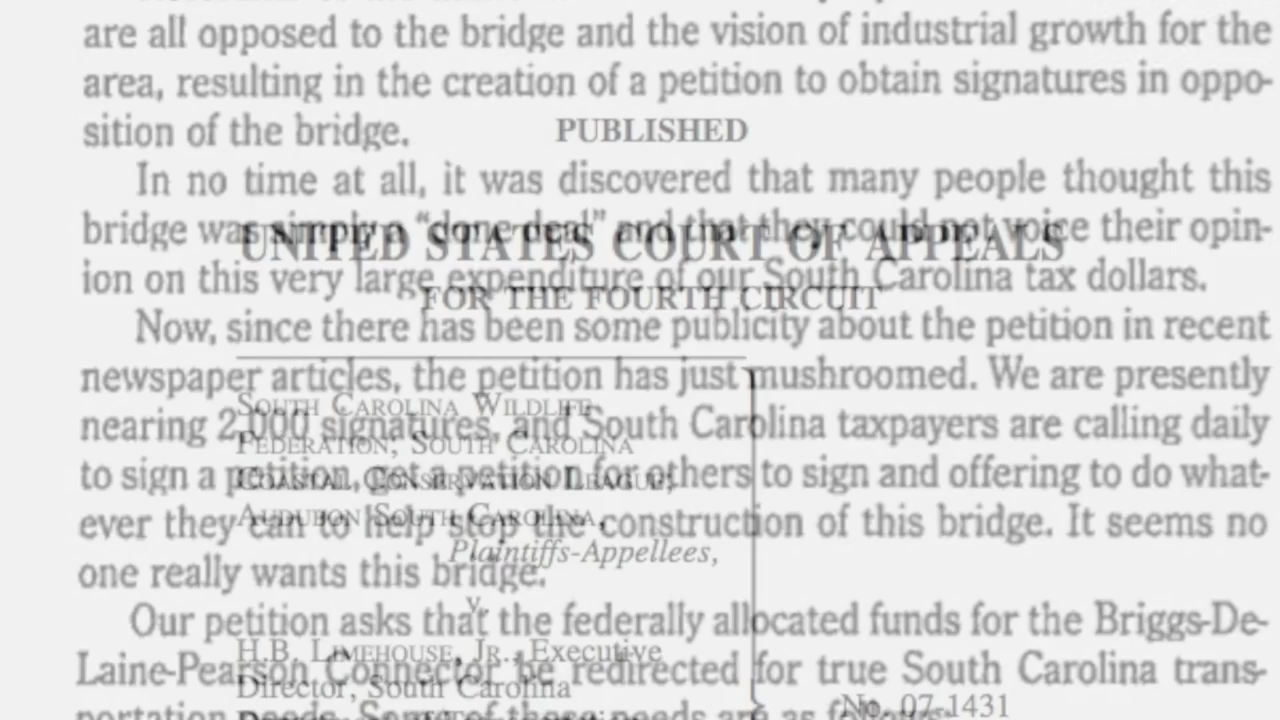 are all opposed to the bridge and the vision of industrial growth for the
area, resulting in the creation of a petition to obtain signatures in oppo-
sition of the bridge.
In no time at all, it was discovered that many people thought this
bridge was simply a “done deal” and that they could not voice their opin-
ion on this very large expenditure of our South Carolina tax dollars.
Now, since there has been some publicity about the petition in recent
newspaper articles, the petition has just mushroomed. We are presently
nearing 2,000 signatures, and South Carolina taxpayers are calling daily
to sign a petition, get a petition for others to sign and offering to do what-
ever they can to help stop the construction of this bridge. It seems no
one really wants this bridge.
Our petition asks that the federally allocated funds for the Briggs-De-
Laine-Pearson Connector be redirected for true South Carolina trans-
portation needs. Some of these needs are as follows:
PUBLISHED
UNITED STATES COURT OF APPEALS
FOR THE FOURTH CIRCUIT
SOUTH CAROLINA WILDLIFE
FEDERATION; SOUTH CAROLINA
COASTAL CONSERVATION LEAGUE;
AUDUBON SOUTH CAROLINA,
Plaintiffs-Appellees,
v.
H.B. LIMEHOUSE, JR., Executive
Director, South Carolina
No. 07-1431